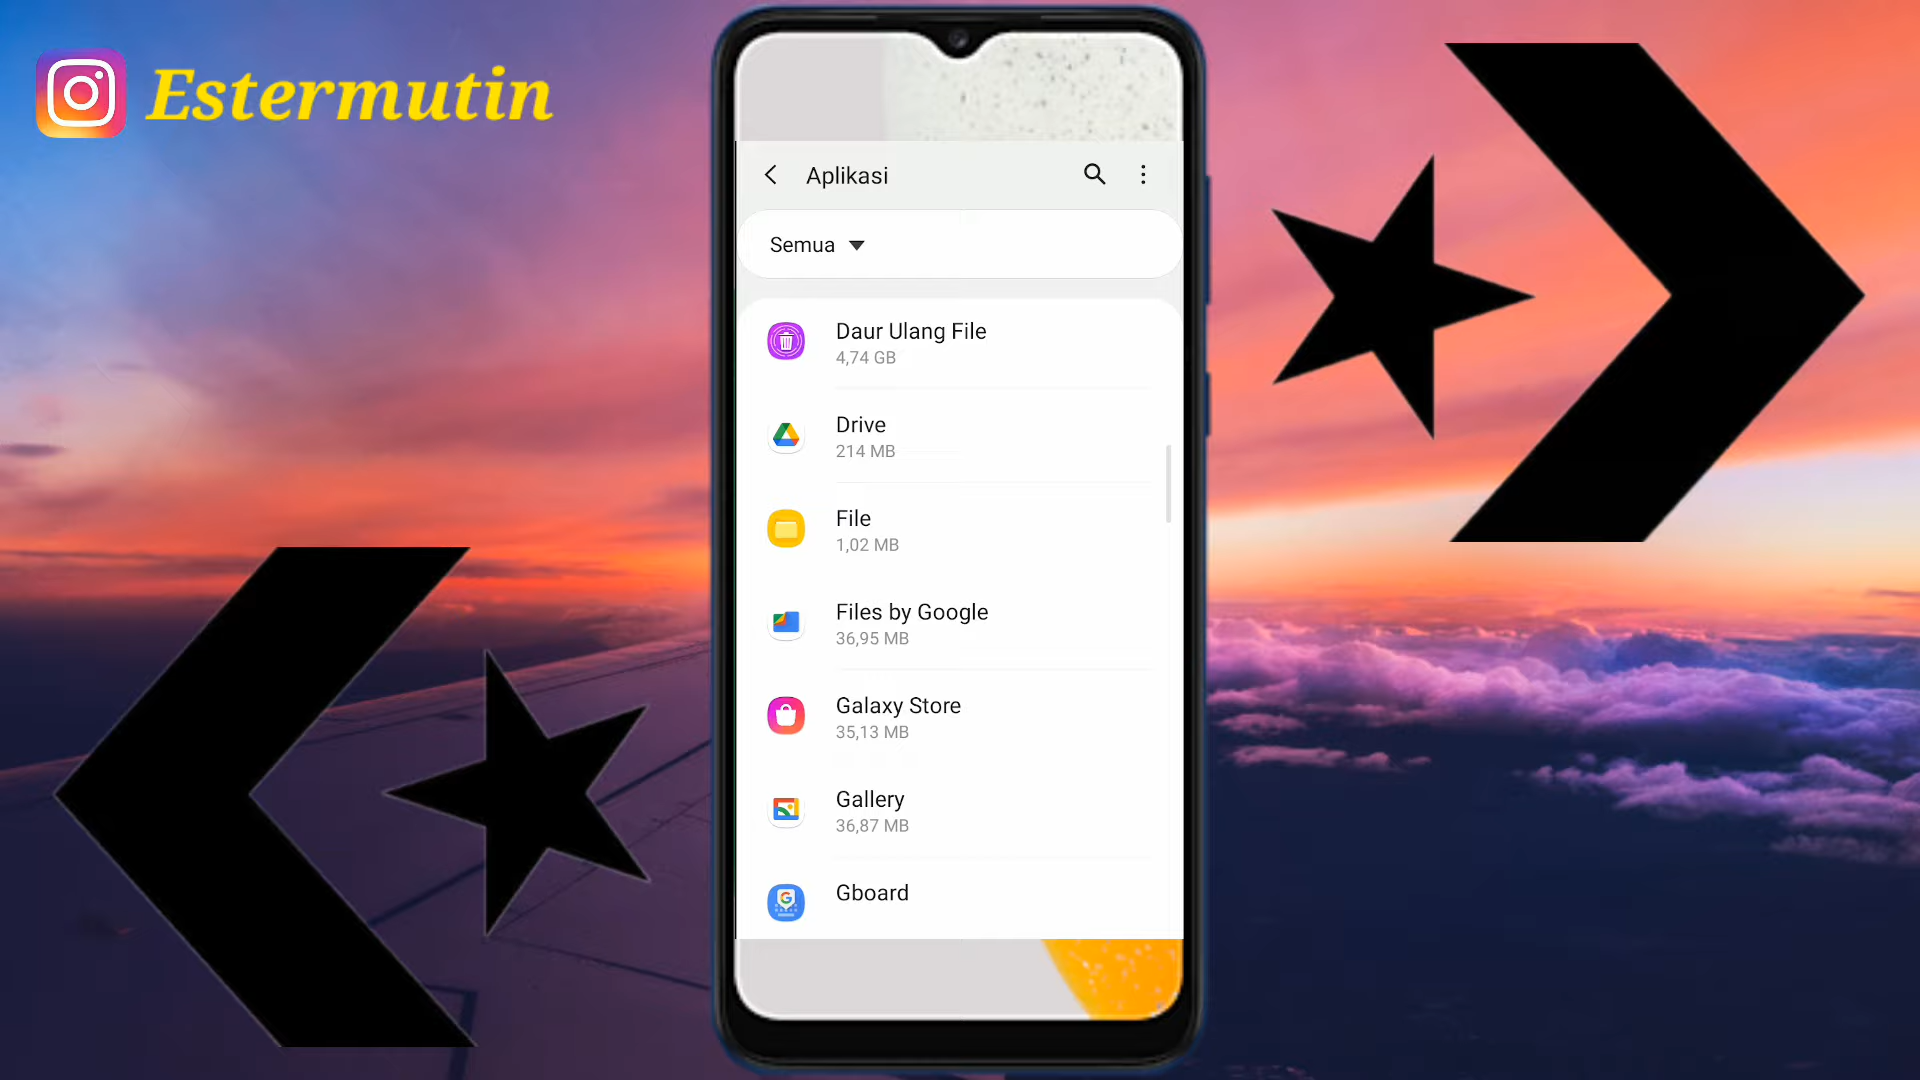 Estermutin
Aplikasi
Semua
Daur Ulang File
4,74 GB
Drive
214 MB
File
1,02 MB
Files by Google
36,95 MB
Galaxy Store
35,13 MB
Gallery
36,87 MB
Gboard